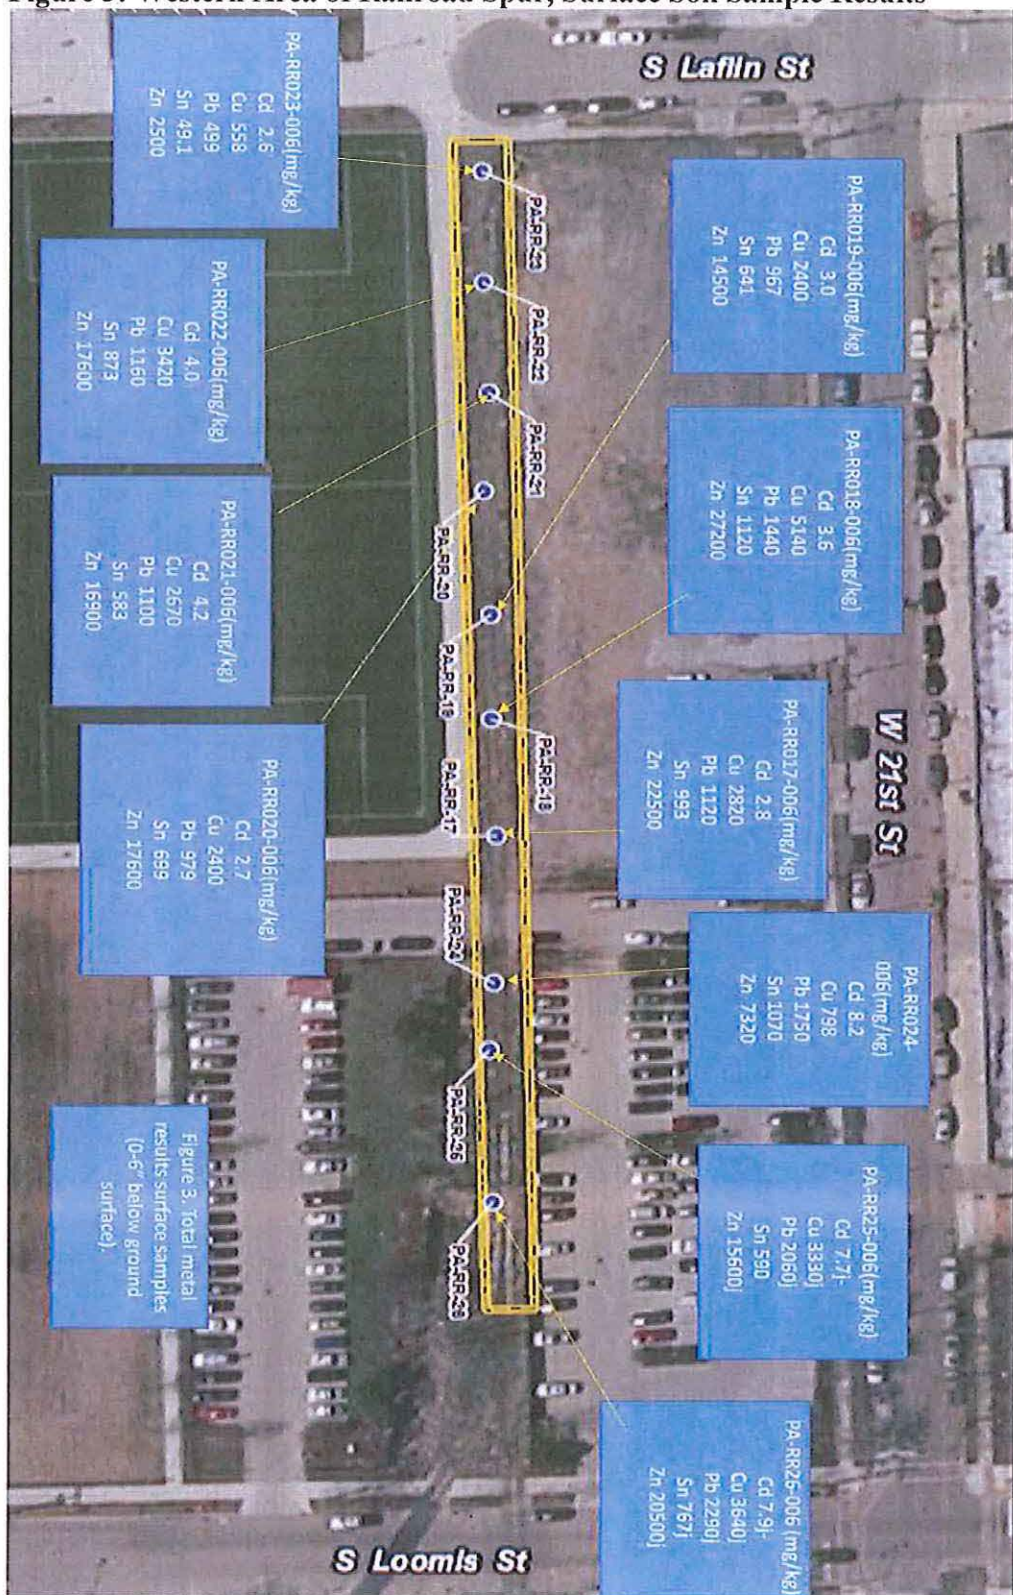 Figure 3. Western Area of Railroad Spur, Surface Soil Sample Results
S Laflin St
PA-RR023-006(mg/kg)
Cd 2.6
Cu 558
Pb 499
Sn 49.1
Zn 2500
PA-RR022-006(mg/kg)
Cd 4.0
Cu 3420
Pb 1160
Sn 873
Zn 17600
PA-RR021-006(mg/kg)
Cd 4.2
Cu 2670
Pb 1100
Sn 583
Zn 16900
PA-RR020-006(mg/kg)
Cd 2.7
Cu 2400
Pb 979
Sn 699
Zn 17600
PA-RR019-006(mg/kg)
Cd 3.0
Cu 2400
Pb 967
Sn 641
Zn 14500
PA-RR018-006(mg/kg)
Cd 3.6
Cu 5140
Pb 1440
Sn 1120
Zn 27200
PA-RR017-006(mg/kg)
Cd 2.8
Cu 2820
Pb 1120
Sn 993
Zn 22500
PA-RR024-
006(mg/kg)
Cd 8.2
Cu 798
Pb 1750
Sn 1070
Zn 7320
PA-RR25-006(mg/kg)
Cd 7.7j-
Cu 3330j
Pb 2060j
Sn 590
Zn 15600j
PA-RR26-006 (mg/kg)
Cd 7.9j-
Cu 3640j
Pb 2290j
Sn 767j
Zn 20500j
W 21st St
PA-RR-23
PA-RR-22
PA-RR-21
PA-RR-20
PA-RR-19
PA-RR-18
PA-RR-17
Figure 3. Total metal
results surface samples
(0-6" below ground
surface).
S Loomis St